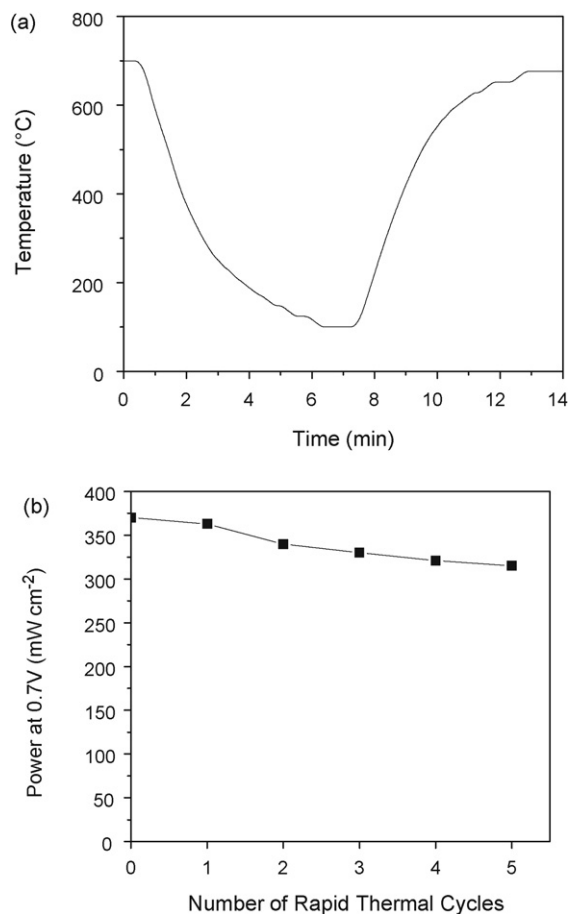 (a)
800
600
400
200
0
Temperature (°C)
0 2 4 6 8 10 12 14
Time (min)
(b)
400
350
300
250
200
150
100
50
0
Power at 0.7V (mW cm-2)
0 1 2 3 4 5
Number of Rapid Thermal Cycles